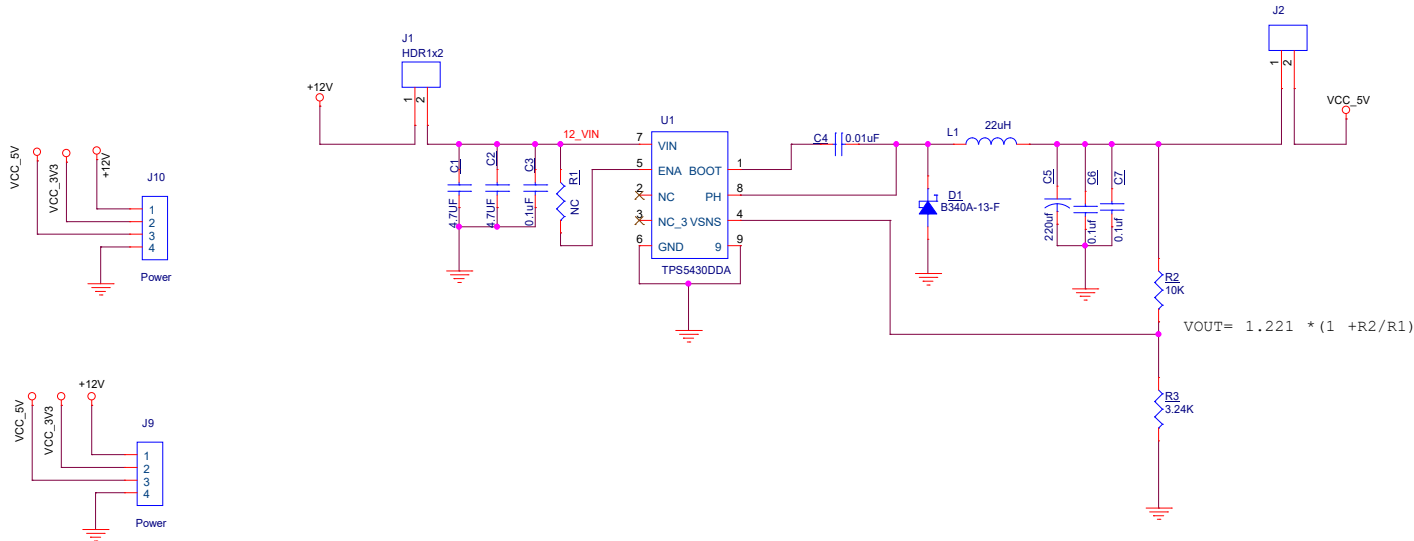 J1
HDR1x2
1
2
+12V
12_VIN
C1
4.7UF
C2
4.7UF
C3
0.1uF
R1
NC
U1
7
VIN
5
ENA
BOOT
1
2
NC
PH
8
3
NC_3
VSNS
4
6
GND
9
9
TPS5430DDA
C4
0.01uF
L1
22uH
D1
B340A-13-F
C5
220uf
C6
0.1uf
C7
0.1uf
J2
1
2
VCC_5V
R2
10K
VOUT= 1.221 *(1 +R2/R1)
R3
3.24K
VCC_5V
VCC_3V3
+12V
J10
1
2
3
4
Power
VCC_5V
VCC_3V3
+12V
J9
1
2
3
4
Power